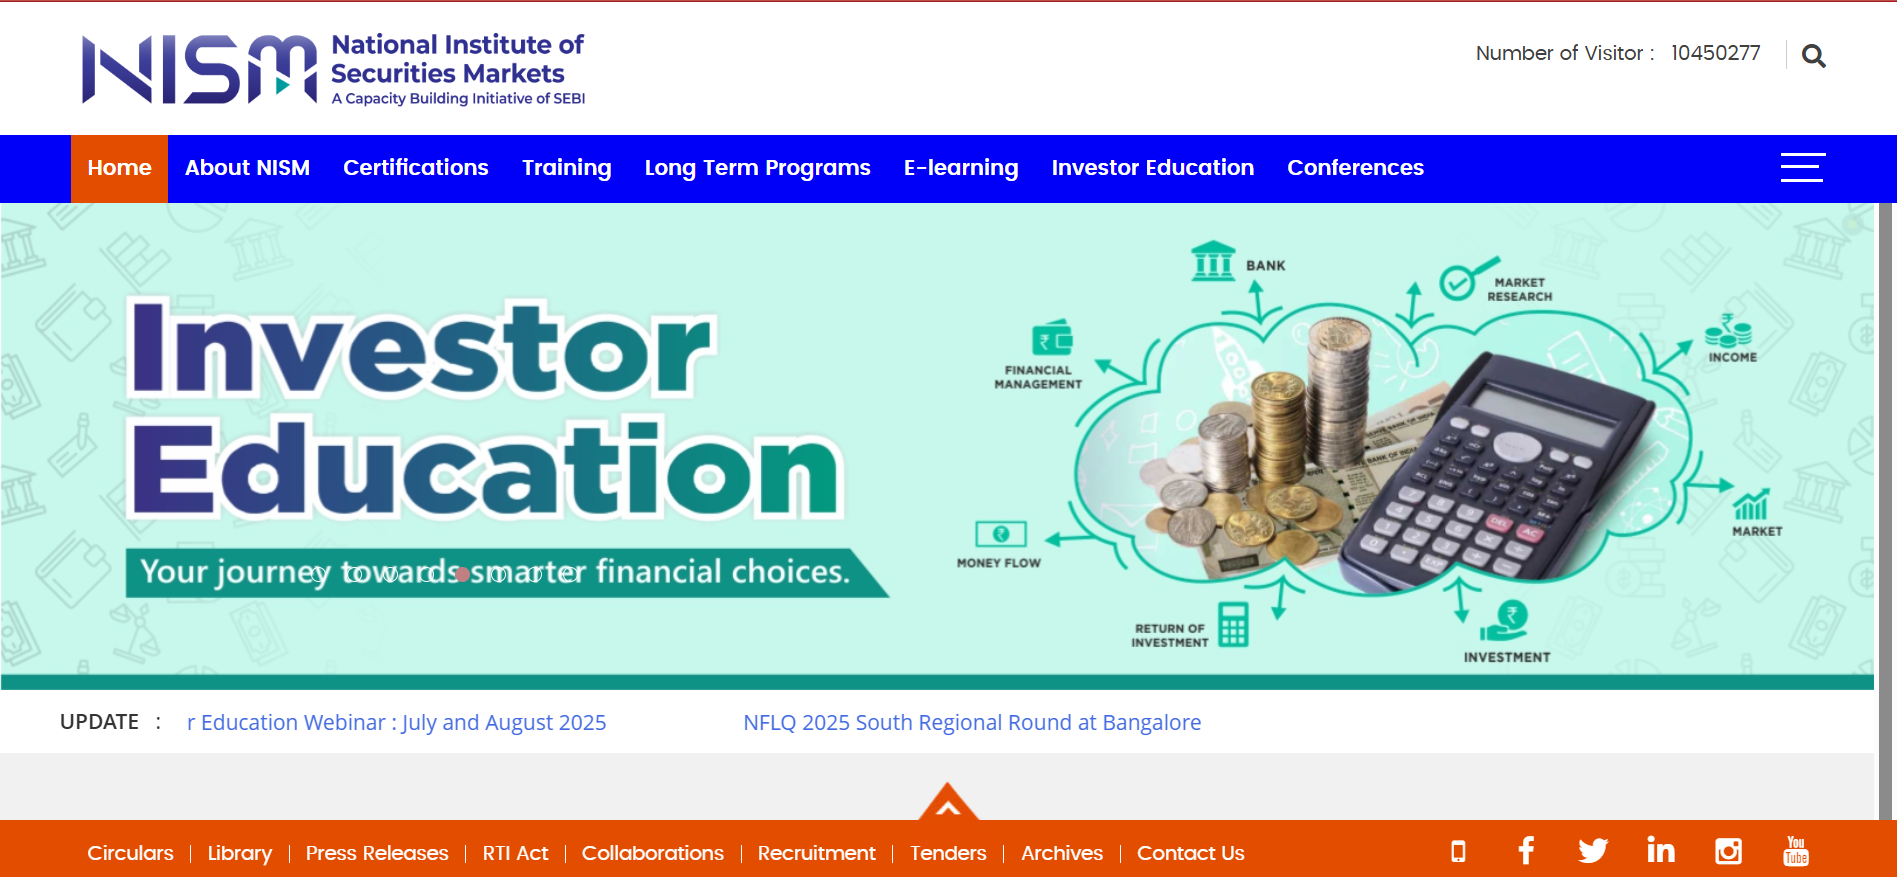 NISM
National Institute of
Securities Markets
A Capacity Building Initiative of SEBI
Number of Visitor : 10450277
Home About NISM Certifications Training Long Term Programs E-learning Investor Education Conferences
Investor
Education
Your journey towards smarter financial choices.
BANK
MARKET
RESEARCH
FINANCIAL
MANAGEMENT
INCOME
MARKET
MONEY FLOW
RETURN OF
INVESTMENT
INVESTMENT
UPDATE : r Education Webinar : July and August 2025 NFLQ 2025 South Regional Round at Bangalore
Circulars Library Press Releases RTI Act Collaborations Recruitment Tenders Archives Contact Us
You
Tube